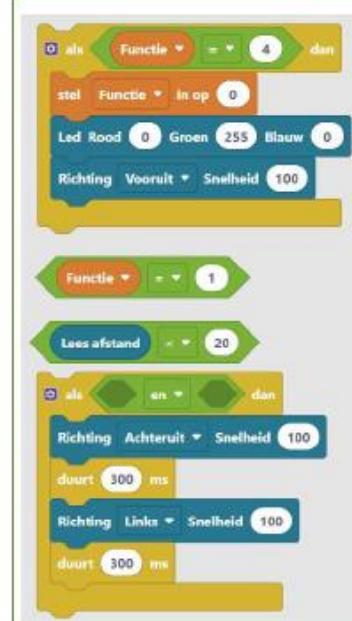 als Functie ▾ = ▾ 4 dan
stel Functie ▾ in op 0
Led Rood 0 Groen 255 Blauw 0
Richting Vooruit ▾ Snelheid 100
Functie ▾ = ▾ 1
Lees afstand < ▾ 20
als en ▾ dan
Richting Achteruit ▾ Snelheid 100
duurt 300 ms
Richting Links ▾ Snelheid 100
duurt 300 ms